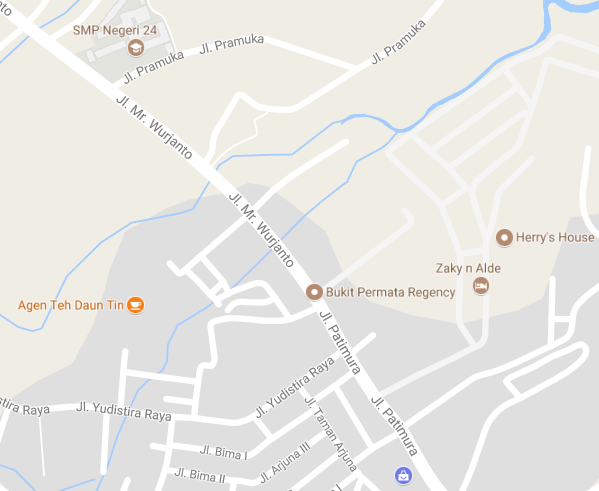 nto
SMP Negeri 24
Jl. Pramuka
Jl. Pramuka
Jl. Pramuka
Jl. Mr. Wurjanto
Jl. Mr. Wurjanto
Herry's House
Zaky n Alde
Bukit Permata Regency
Agen Teh Daun Tin
Jl. Patimura
Jl. Yudistira Raya
stira Raya
Jl. Yudistira Raya
Jl. Patimura
Jl. Taman Arjuna
Jl. Bima I
Jl. Arjuna III
Jl. Bima II